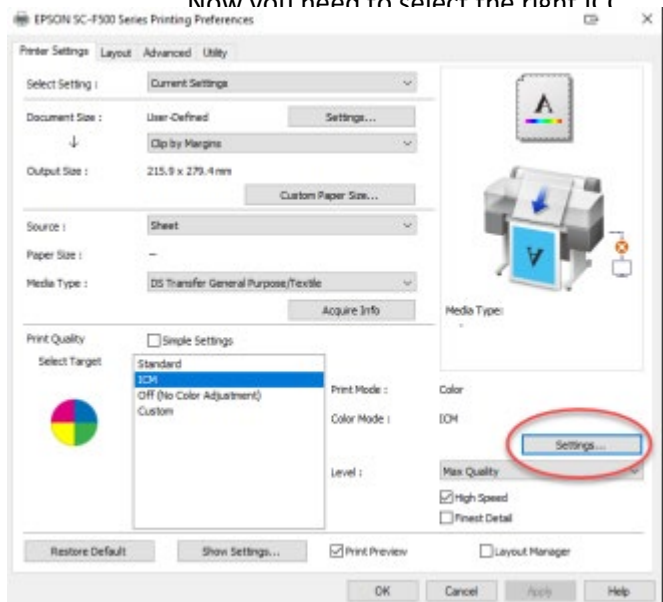 Now you need to select the right ICC
EPSON SC-F500 Series Printing Preferences
Printer Settings Layout Advanced Utility
Select Setting : Current Settings
Document Size : User-Defined Settings...
Clip by Margins
Output Size : 215.9 x 279.4 mm
Custom Paper Size...
Source : Sheet
Paper Size : -
Media Type : DS Transfer General Purpose/Textile
Acquire Info
Media Type:
-
Print Quality Simple Settings
Select Target
Standard
ICM
Off (No Color Adjustment)
Custom
Print Mode : Color
Color Mode : ICM
Settings...
Level : Max Quality
High Speed
Finest Detail
Restore Default Show Settings... Print Preview Layout Manager
OK Cancel Apply Help
A
A